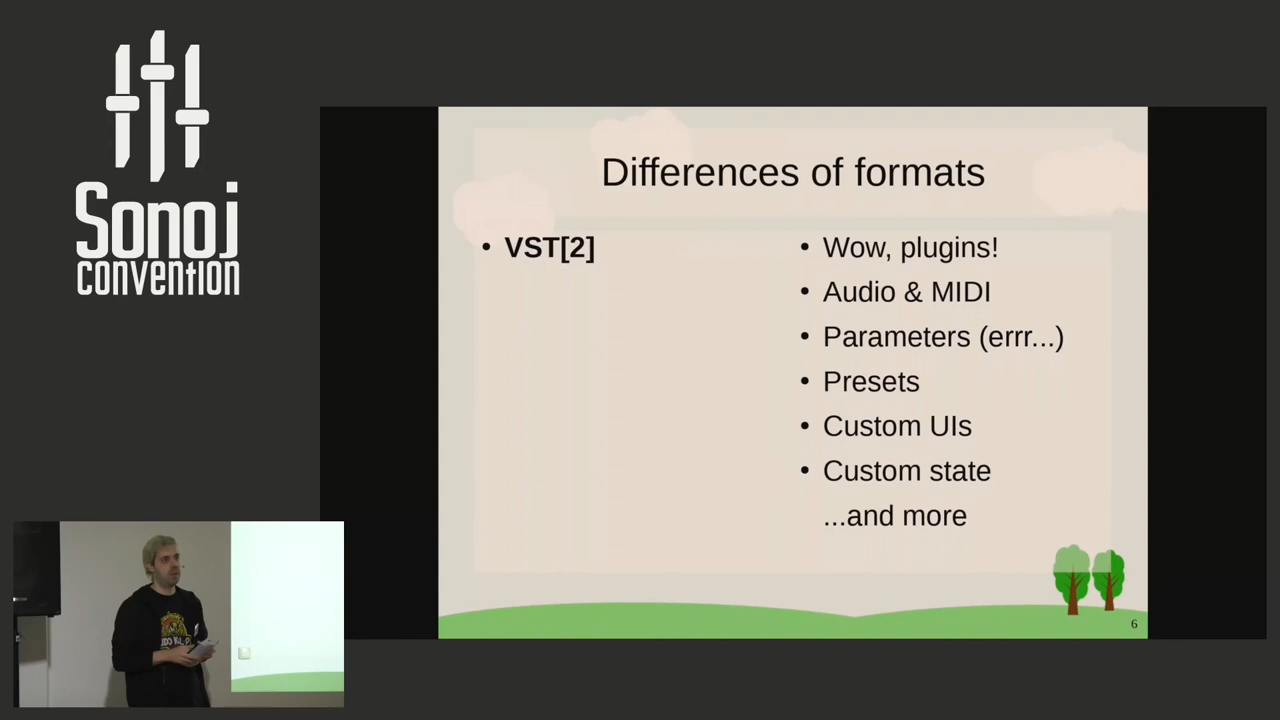 Sonoj
convention
Differences of formats
• VST[2]
• Wow, plugins!
• Audio & MIDI
• Parameters (errr...)
• Presets
• Custom UIs
• Custom state
...and more
6